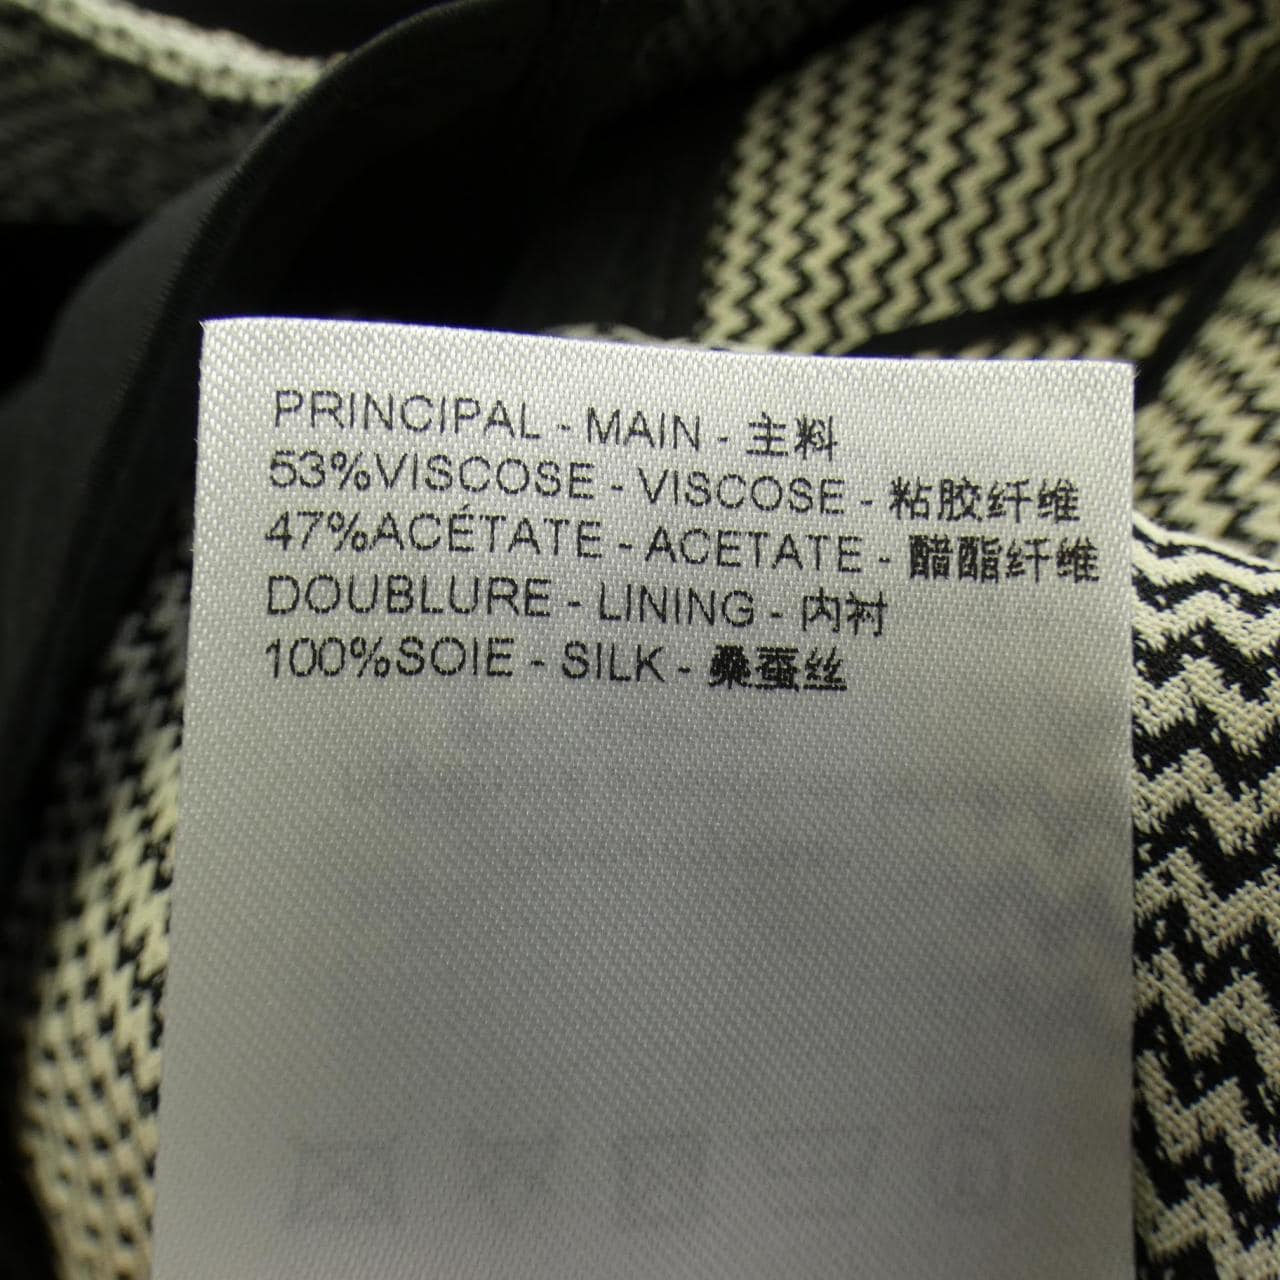 PRINCIPAL - MAIN - 主料
53%VISCOSE - VISCOSE - 粘胶纤维
47%ACÉTATE - ACETATE - 醋酯纤维
DOUBLURE - LINING - 内衬
100%SOIE - SILK - 桑蚕丝